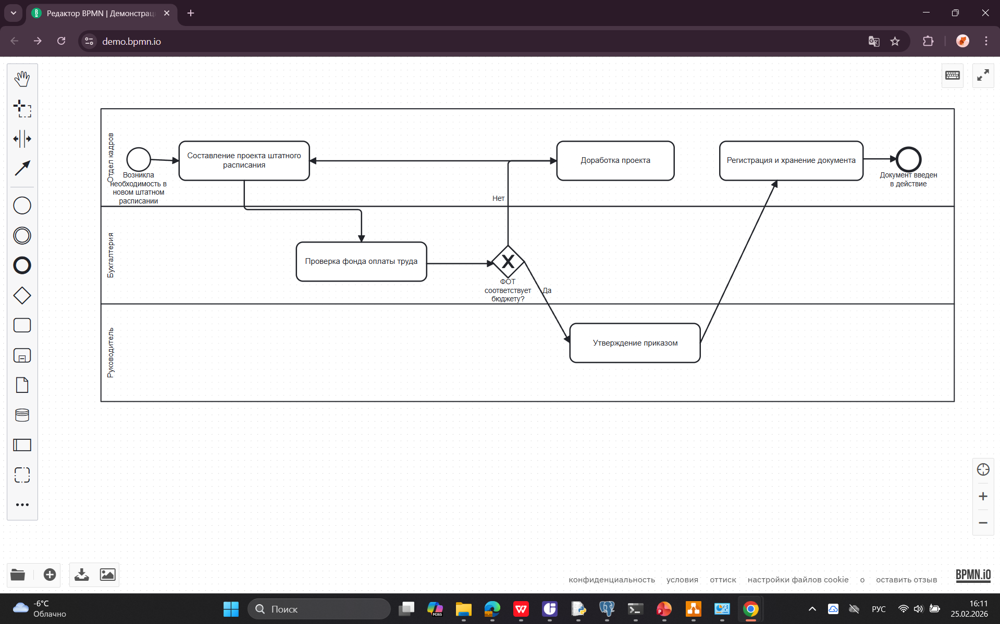 Редактор BPMN | Демонстрац
demo.bpmn.io
Отдел кадров
Возникла
необходимость в
новом штатном
расписании
Составление проекта штатного
расписания
Доработка проекта
Регистрация и хранение документа
Документ введен
в действие
Нет
Бухгалтерия
Проверка фонда оплаты труда
ФОТ
соответствует
бюджету?
Да
Руководитель
Утверждение приказом
конфиденциальность условия оттиск настройки файлов cookie о оставить отзыв
BPMN.iO
-6°C
Облачно
Поиск
M365
РУС
16:11
25.02.2026